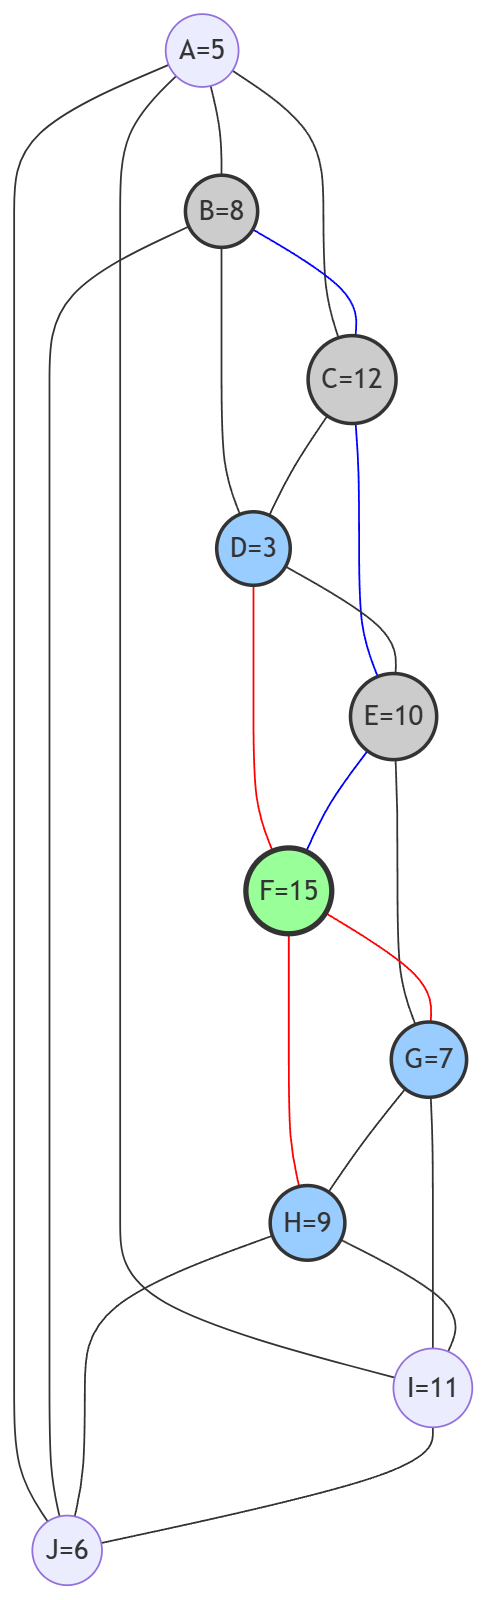 A=5
B=8
C=12
D=3
E=10
F=15
G=7
H=9
I=11
J=6